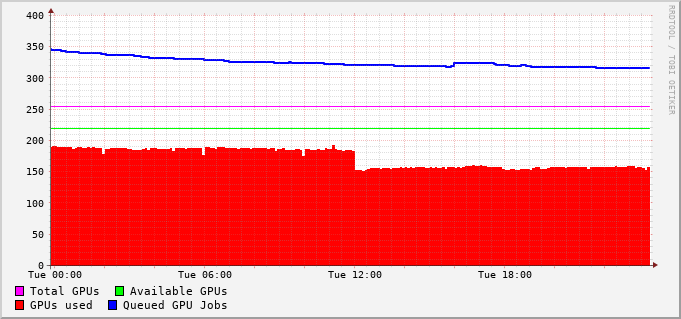 400
350
300
250
200
150
100
50
0
Tue 00:00 Tue 06:00 Tue 12:00 Tue 18:00
Total GPUs Available GPUs
GPUs used Queued GPU Jobs
RRDTOOL / TOBI OETIKER